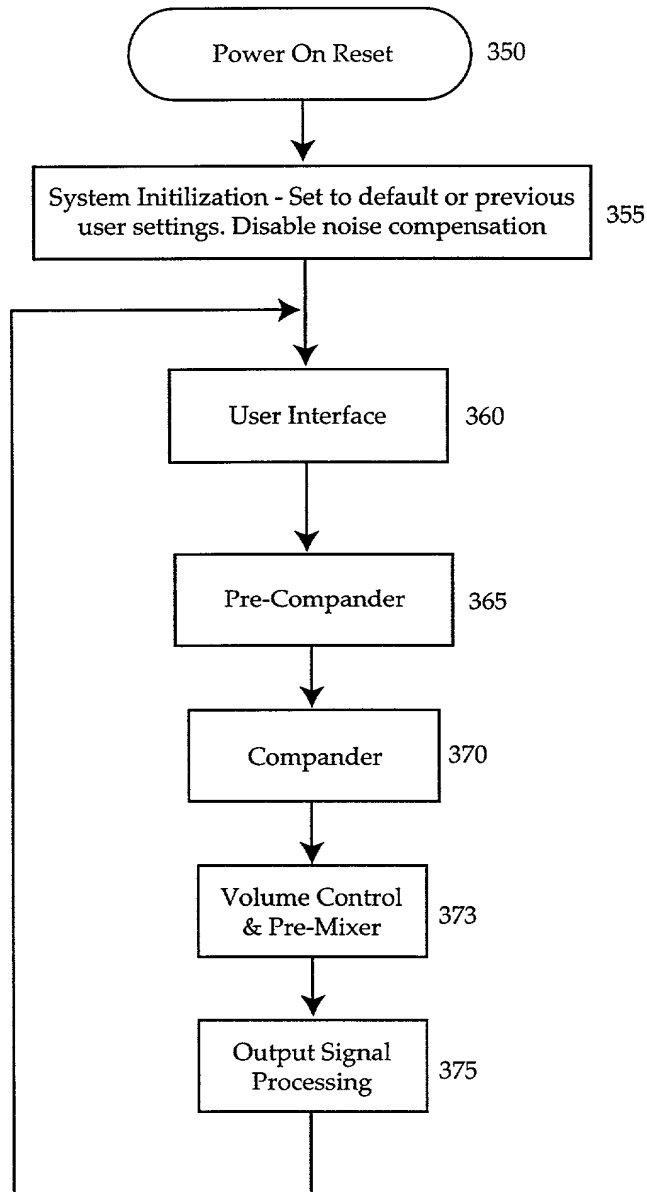 Power On Reset
350
System Initilization - Set to default or previous
user settings. Disable noise compensation
355
User Interface
360
Pre-Compander
365
Compander
370
Volume Control
& Pre-Mixer
373
Output Signal
Processing
375